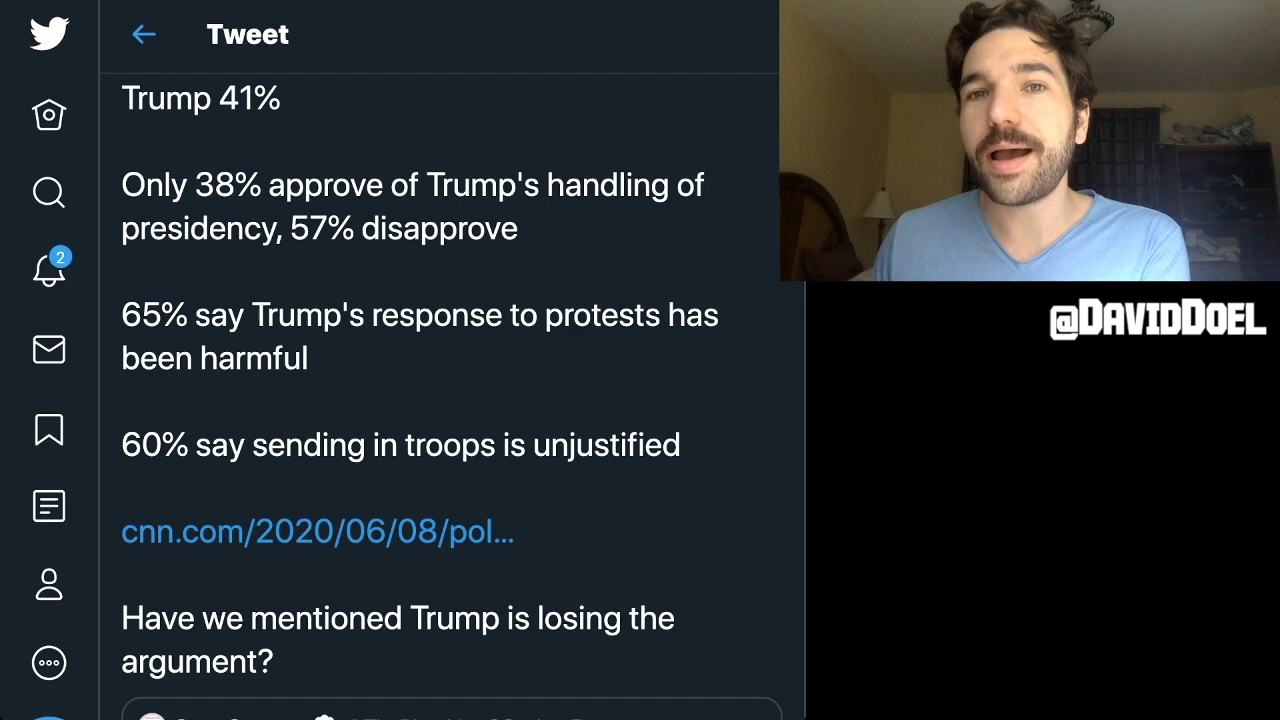 Tweet
Trump 41%
Only 38% approve of Trump's handling of
presidency, 57% disapprove
65% say Trump's response to protests has
been harmful
60% say sending in troops is unjustified
cnn.com/2020/06/08/pol...
Have we mentioned Trump is losing the
argument?
2
@DAVIDDOEL